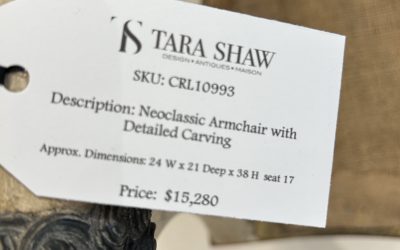 TS TARA SHAW
DESIGN • ANTIQUES • MAISON
SKU: CRL10993
Description: Neoclassic Armchair with
Detailed Carving
Approx. Dimensions: 24 W x 21 Deep x 38 H seat 17
Price: $15,280